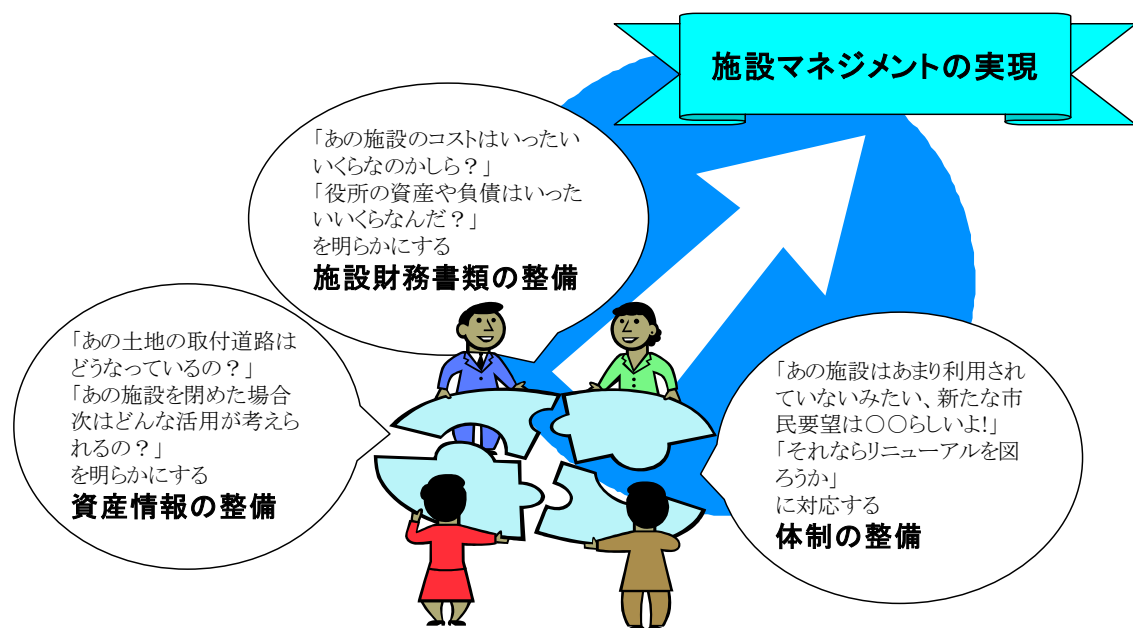 施設マネジメントの実現
「あの施設のコストはいったい
いくらなのかしら？」
「役所の資産や負債はいった
いいくらなんだ？」
を明らかにする
施設財務書類の整備
「あの土地の取付道路は
どうなっているの？」
「あの施設を閉めた場合
次はどんな活用が考えら
れるの？」
を明らかにする
資産情報の整備
「あの施設はあまり利用され
ていないみたい、新たな市
民要望は〇〇らしいよ!」
「それならリニューアルを図
ろうか」
に対応する
体制の整備